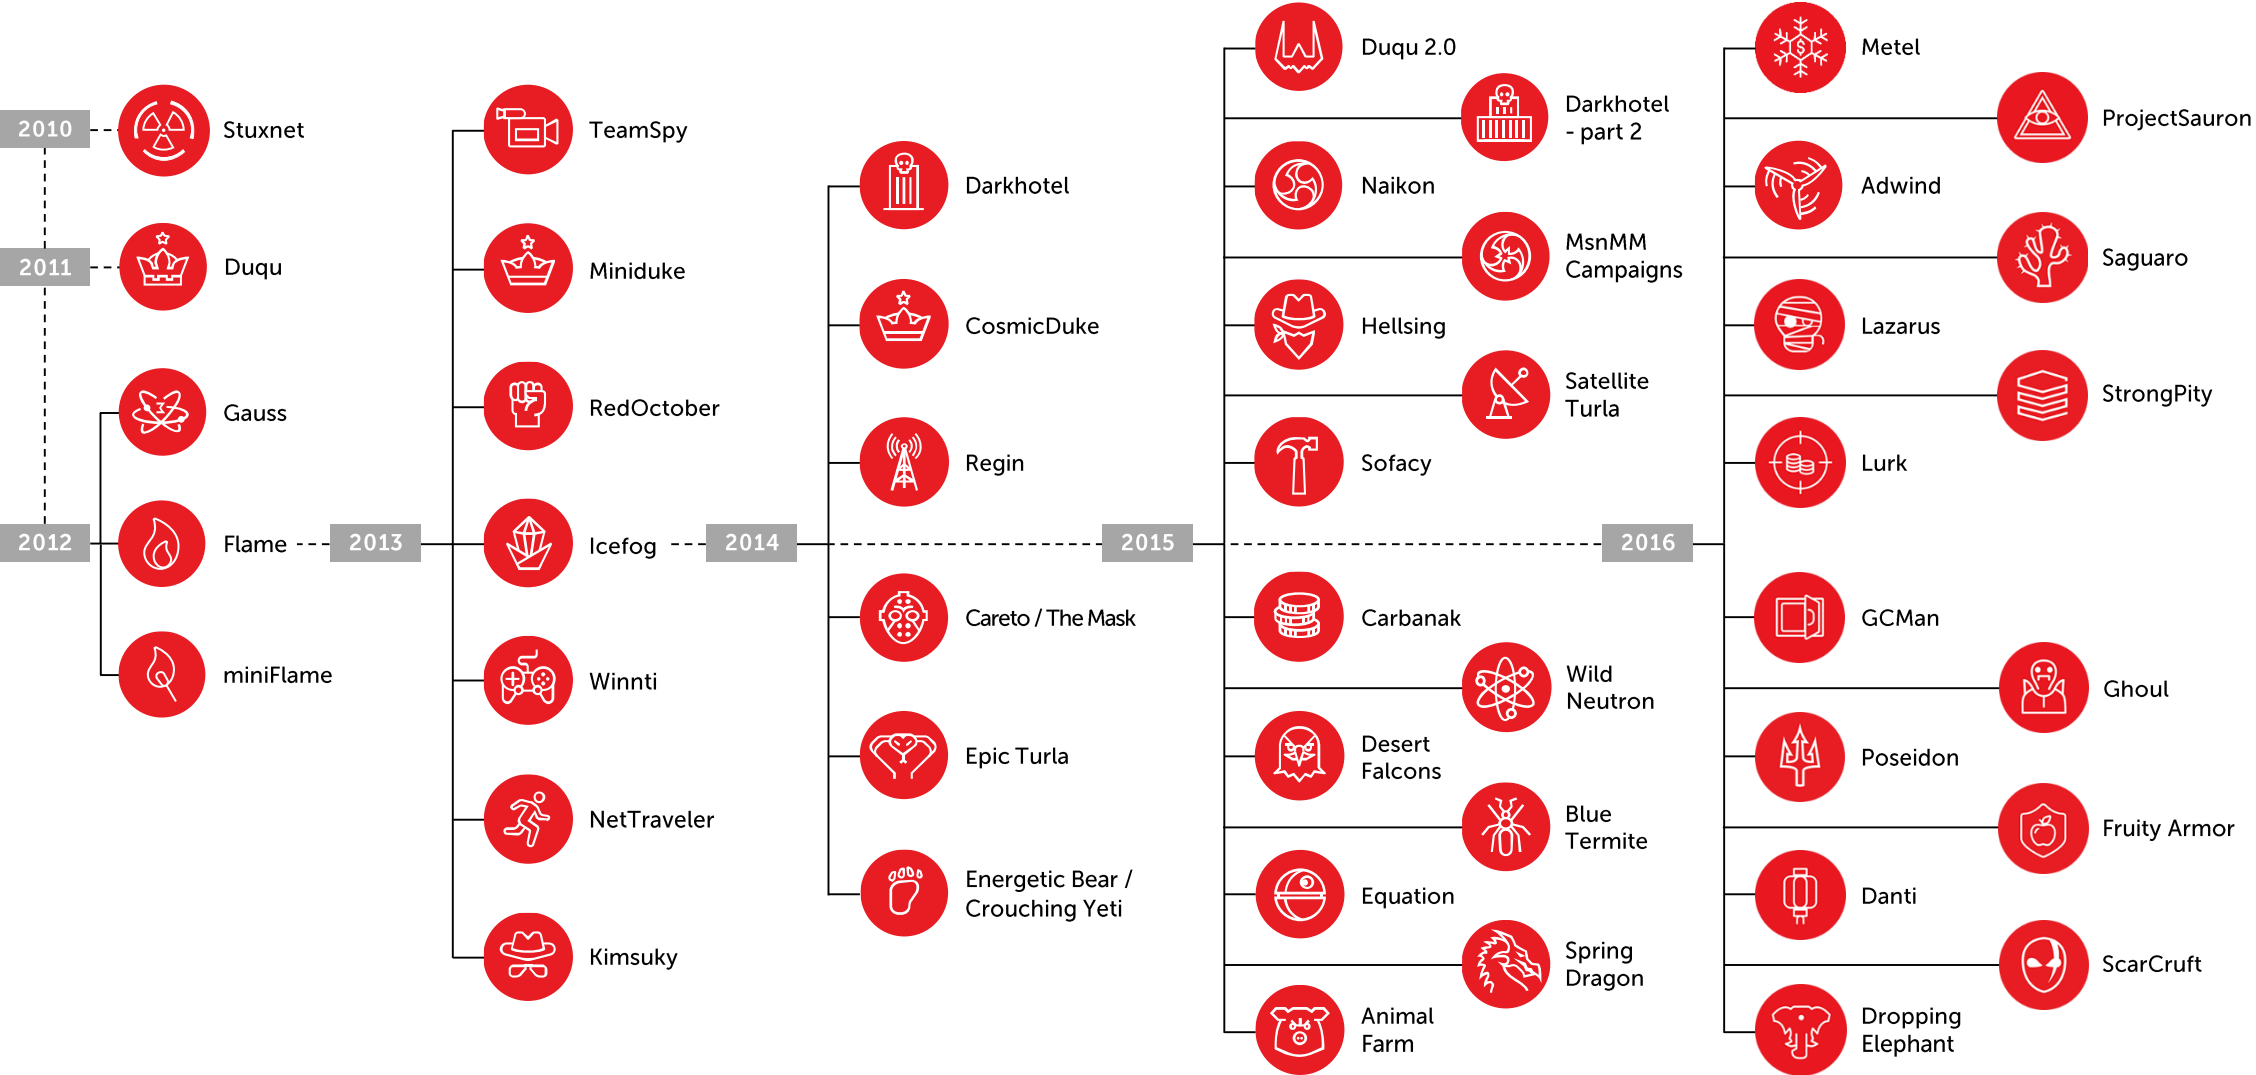 2010
Stuxnet
2011
Duqu
Gauss
2012
Flame
miniFlame
2013
TeamSpy
Miniduke
RedOctober
Icefog
Winnti
NetTraveler
Kimsuky
2014
Darkhotel
CosmicDuke
Regin
Careto / The Mask
Epic Turla
Energetic Bear /
Crouching Yeti
2015
Duqu 2.0
Darkhotel
- part 2
Naikon
MsnMM
Campaigns
Hellsing
Satellite
Turla
Sofacy
Carbanak
Wild
Neutron
Desert
Falcons
Blue
Termite
Equation
Spring
Dragon
Animal
Farm
2016
Metel
$
ProjectSauron
Adwind
Saguaro
Lazarus
StrongPity
Lurk
GCMan
Ghoul
Poseidon
Fruity Armor
Danti
ScarCruft
Dropping
Elephant